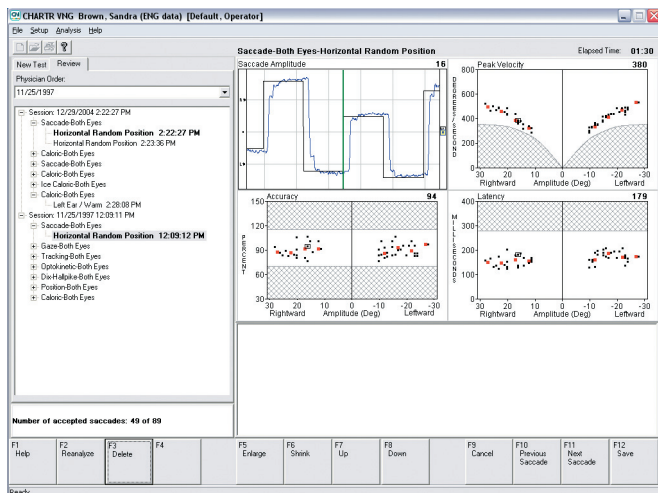 CHARTR VNG Brown, Sandra (ENG data) [Default, Operator]
File Setup Analysis Help
New Test Review
Physician Order:
11/25/1997
Session: 12/29/2004 2:22:27 PM
Saccade-Both Eyes
Horizontal Random Position 2:22:27 PM
Horizontal Random Position 2:23:36 PM
Caloric-Both Eyes
Saccade-Both Eyes
Caloric-Both Eyes
Ice Caloric-Both Eyes
Caloric-Both Eyes
Left Ear / Warm 2:28:08 PM
Session: 11/25/1997 12:09:11 PM
Saccade-Both Eyes
Horizontal Random Position 12:09:12 PM
Gaze-Both Eyes
Tracking-Both Eyes
Optokinetic-Both Eyes
Dix-Hallpike-Both Eyes
Position-Both Eyes
Caloric-Both Eyes
Number of accepted saccades: 49 of 89
Saccade-Both Eyes-Horizontal Random Position Elapsed Time: 01:30
Saccade Amplitude 16
Peak Velocity 380
DEGREES/SECOND
800
600
400
200
0
30 20 10 0 -10 -20 -30
Rightward Amplitude (Deg) Leftward
Accuracy 94
PERCENT
150
120
90
60
30
30 20 10 0 -10 -20 -30
Rightward Amplitude (Deg) Leftward
Latency 179
MILLISECONDS
400
300
200
100
0
30 20 10 0 -10 -20 -30
Rightward Amplitude (Deg) Leftward
F1 Help
F2 Reanalyze
F3 Delete
F4
F5 Enlarge
F6 Shrink
F7 Up
F8 Down
F9 Cancel
F10 Previous Saccade
F11 Next Saccade
F12 Save
Ready